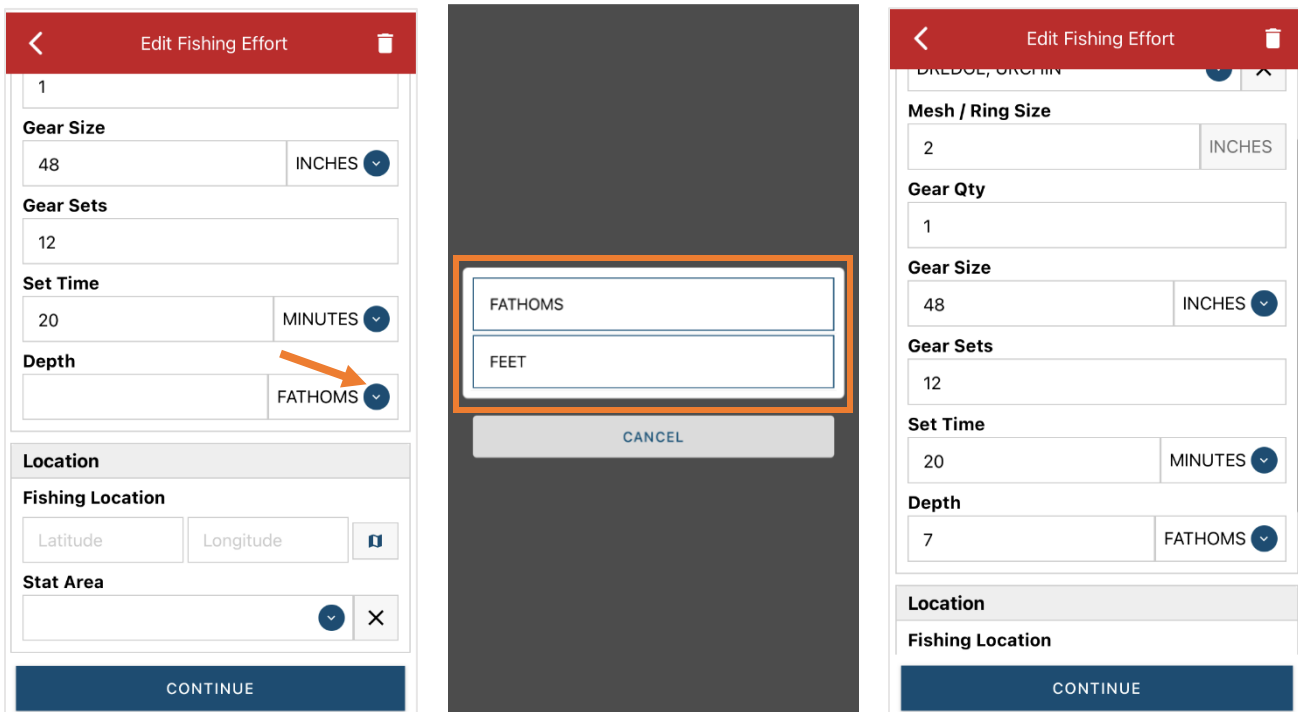 Edit Fishing Effort
1
Gear Size
48 INCHES
Gear Sets
12
Set Time
20 MINUTES
Depth
FATHOMS
Location
Fishing Location
Latitude Longitude
Stat Area
CONTINUE
FATHOMS
FEET
CANCEL
Edit Fishing Effort
DREDGE, URCHIN
Mesh / Ring Size
2 INCHES
Gear Qty
1
Gear Size
48 INCHES
Gear Sets
12
Set Time
20 MINUTES
Depth
7 FATHOMS
Location
Fishing Location
CONTINUE